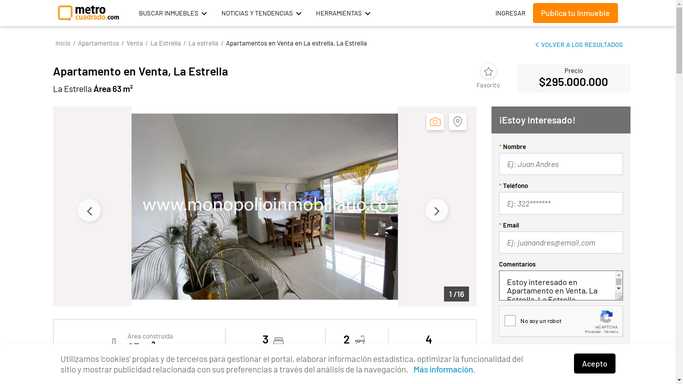 metro
cuadrado.com
BUSCAR INMUEBLES
NOTICIAS Y TENDENCIAS
HERRAMIENTAS
INGRESAR
Publica tu inmueble
Inicio / Apartamentos / Venta / La Estrella / La estrella / Apartamentos en Venta en La estrella, La Estrella
VOLVER A LOS RESULTADOS
Apartamento en Venta, La Estrella
La Estrella Área 63 m²
Favorito
Precio
$295.000.000
www.monopolioinmobiliario.co
1 / 16
¡Estoy interesado!
* Nombre
Ej: Juan Andres
* Teléfono
Ej: 322*******
* Email
Ej: juanandres@email.com
Comentarios
Estoy interesado en
Apartamento en Venta, La
Estrella, La Estrella
No soy un robot
reCAPTCHA
Privacidad - Términos
Área construida
3
2
4
Utilizamos 'cookies' propias y de terceros para gestionar el portal, elaborar información estadística, optimizar la funcionalidad del
sitio y mostrar publicidad relacionada con sus preferencias a través del análisis de la navegación. Más información.
Acepto